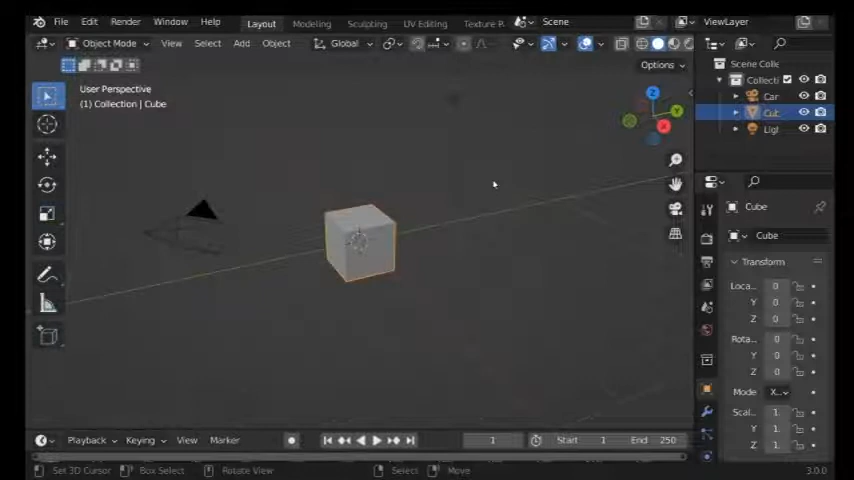 File Edit Render Window Help Layout Modeling Sculpting UV Editing Texture P Scene ViewLayer
Object Mode View Select Add Object Global
Options
Scene Colle
User Perspective
(1) Collection | Cube
Collecti
Car
Cub
Ligh
Z
Y
X
Cube
Cube
Transform
Loca... 0
Y 0
Z 0
Rota... 0
Y 0
Z 0
Mode X...
Scal... 1.
Y 1.
Z 1.
Playback Keying View Marker 1 Start 1 End 250
Set 3D Cursor Box Select Rotate View Select Move 3.0.0